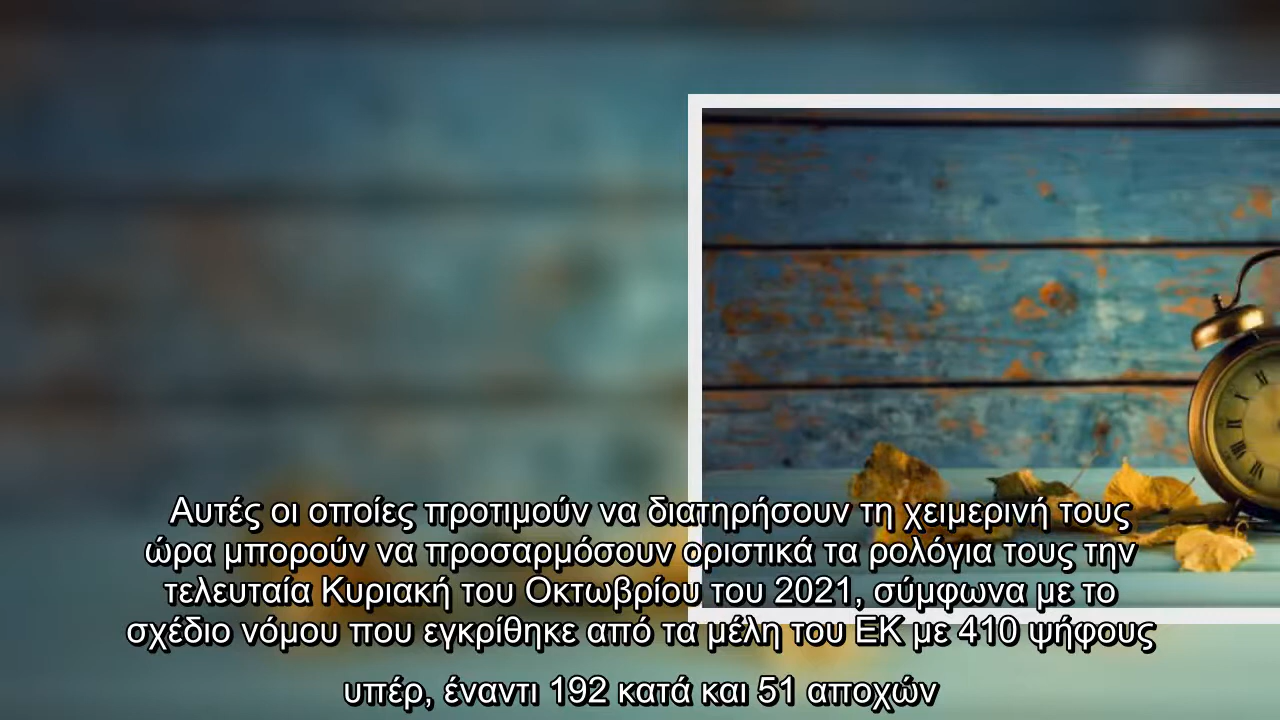 Αυτές οι οποίες προτιμούν να διατηρήσουν τη χειμερινή τους
ώρα μπορούν να προσαρμόσουν οριστικά τα ρολόγια τους την
τελευταία Κυριακή του Οκτωβρίου του 2021, σύμφωνα με το
σχέδιο νόμου που εγκρίθηκε από τα μέλη του ΕΚ με 410 ψήφους
υπέρ, έναντι 192 κατά και 51 αποχών